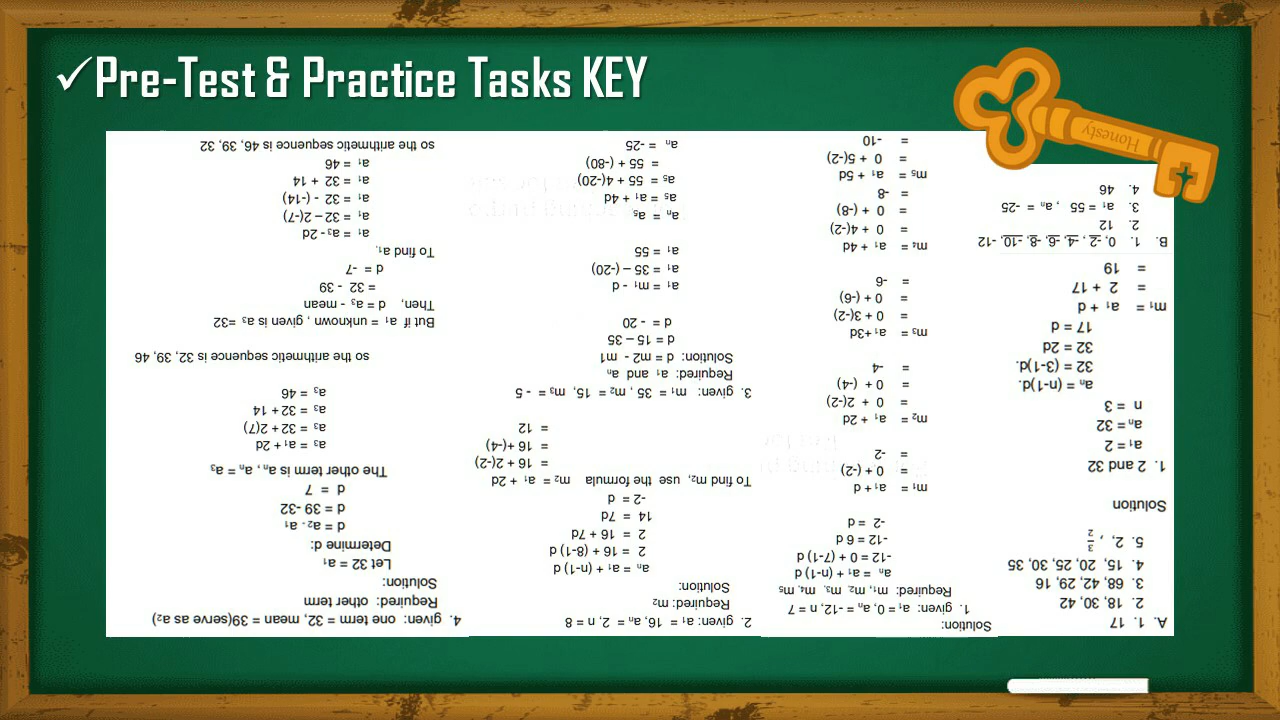 ✓Pre-Test & Practice Tasks KEY
Honesty
A. 1. 17
2. 18, 30, 42
3. 68, 42, 29, 16
4. 15, 20, 25, 30, 35
5. 2, ,
Solution
1. 2 and 32
a₁ = 2
aₙ = 32
n = 3
aₙ = (n-1)d.
32 = (3-1)d.
32 = 2d
17 = d
m₁ = a₁ + d
= 2 + 17
= 19
B. 1. 0, -2, -4, -6, -8, -10, -12
2. 12
3. a₁ = 55 , aₙ = -25
4. 46
Solution:
1. given: a₁ = 0, aₙ = -12, n = 7
Required: m₁, m₂, m₃, m₄, m₅
aₙ = a₁ + (n-1) d
-12 = 0 + (7-1) d
-12 = 6 d
-2 = d
m₁ = a₁ + d
= 0 + (-2)
= -2
m₂ = a₁ + 2d
= 0 + 2(-2)
= 0 + (-4)
= -4
m₃ = a₁ +3d
= 0 + 3(-2)
= 0 + (-6)
= -6
m₄ = a₁ + 4d
= 0 + 4(-2)
= 0 + (-8)
= -8
m₅ = a₁ + 5d
= 0 + 5(-2)
= -10
2. given: a₁ = 16, aₙ = 2, n = 8
Required: m₂
Solution:
aₙ = a₁ + (n-1) d
2 = 16 + (8-1) d
2 = 16 + 7d
14 = 7d
-2 = d
To find m₂, use the formula m₂ = a₁ + 2d
= 16 + 2(-2)
= 16 +(-4)
= 12
3. given: m₁ = 35 , m₂ = 15, m₃ = - 5
Required: a₁ and aₙ
Solution: d = m2 - m1
d = 15 – 35
d = - 20
a₁ = m₁ - d
a₁ = 35 – (-20)
a₁ = 55
aₙ = a₅
a₅ = a₁ + 4d
a₅ = 55 + 4(-20)
= 55 + (-80)
aₙ = -25
4. given: one term = 32, mean = 39(serve as a₂)
Required: other term
Solution:
Let 32 = a₁
Determine d:
d = a₂ - a₁
d = 39 -32
d = 7
The other term is aₙ , aₙ = a₃
a₃ = a₁ + 2d
a₃ = 32 + 2(7)
a₃ = 32 + 14
a₃ = 46
so the arithmetic sequence is 32, 39, 46
But if a₁ = unknown , given is a₃ =32
Then, d = a₃ - mean
= 32 - 39
d = -7
To find a₁,
a₁ = a₃ - 2d
a₁ = 32 – 2(-7)
a₁ = 32 - (-14)
a₁ = 32 + 14
a₁ = 46
so the arithmetic sequence is 46, 39, 32